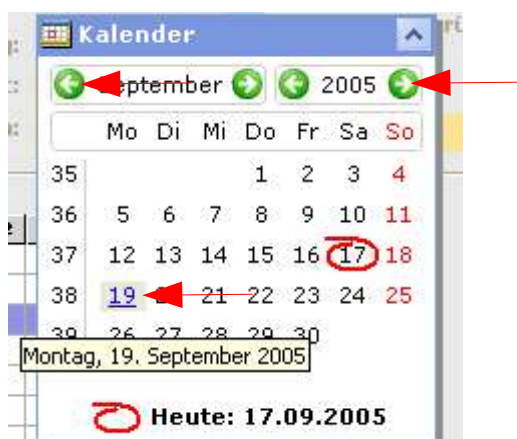 Kalender
September 2005
Mo Di Mi Do Fr Sa So
35 1 2 3 4
36 5 6 7 8 9 10 11
37 12 13 14 15 16 17 18
38 19 21 22 23 24 25
39 26 27 28 29 30
Montag, 19. September 2005
Heute: 17.09.2005